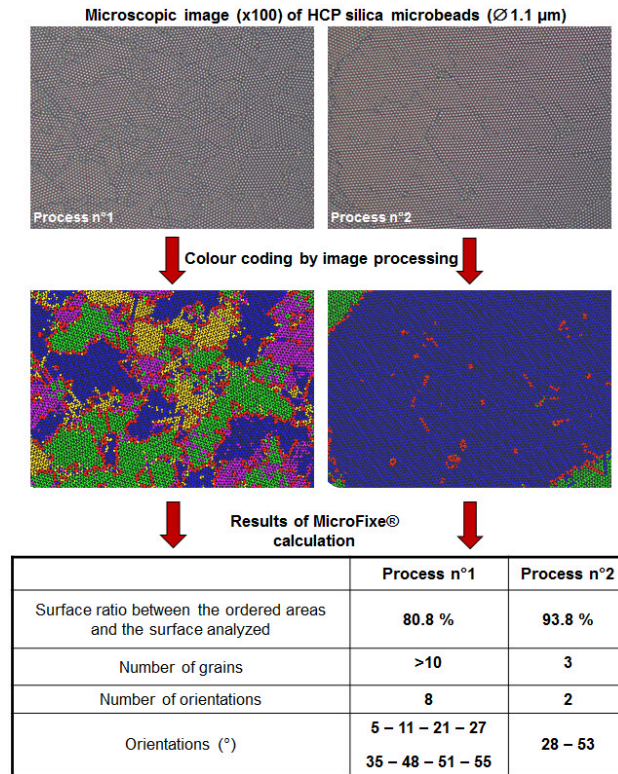 Microscopic image (x100) of HCP silica microbeads (Ø 1.1 µm)
Process n°1
Process n°2
Colour coding by image processing
Results of MicroFixe®
calculation
Process n°1 Process n°2
Surface ratio between the ordered areas
and the surface analyzed
80.8 % 93.8 %
Number of grains >10 3
Number of orientations 8 2
Orientations (°)
5 – 11 – 21 – 27
35 – 48 – 51 – 55
28 – 53